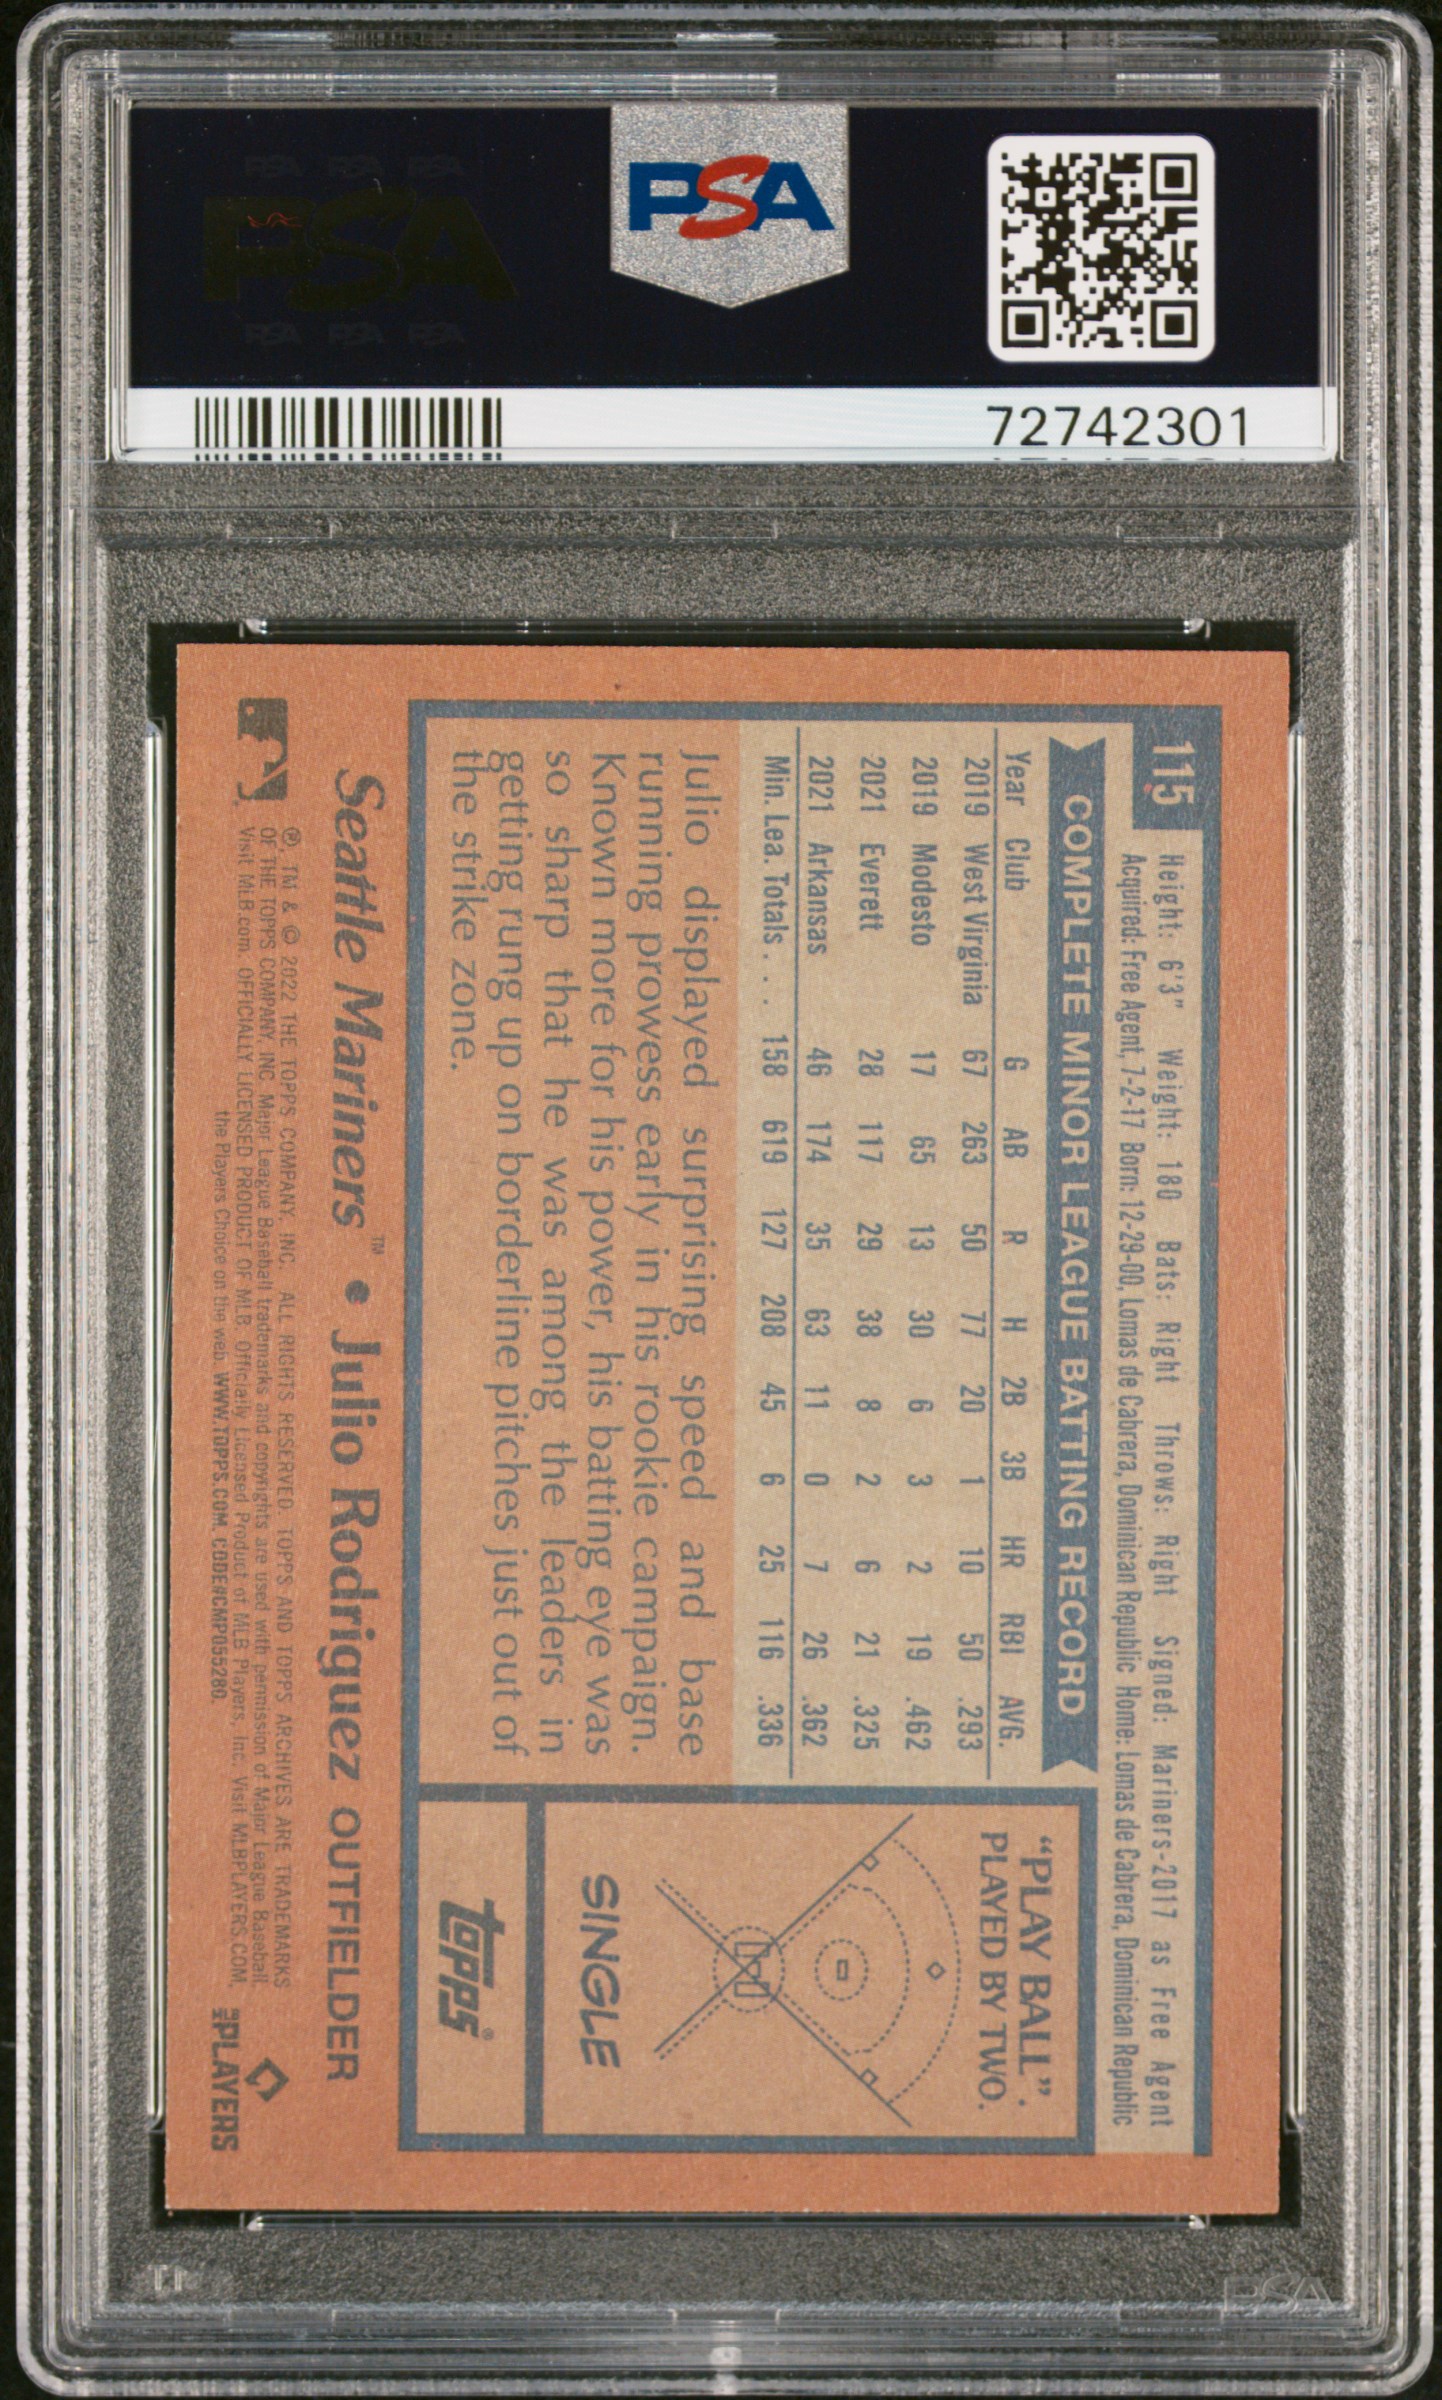 PSA PSA PSA
PSA
PSA PSA PSA
PSA
72742301
115
Height: 6'3" Weight: 180 Bats: Right Throws: Right Signed: Mariners-2017 as Free Agent
Acquired: Free Agent, 7-2-17 Born: 12-29-00, Lomas de Cabrera, Dominican Republic Home: Lomas de Cabrera, Dominican Republic
COMPLETE MINOR LEAGUE BATTING RECORD
Year Club G AB R H 2B 3B HR RBI AVG.
2019 West Virginia 67 263 50 77 20 1 10 50 .293
2019 Modesto 17 65 13 30 6 3 2 19 .462
2021 Everett 28 117 29 38 8 2 6 21 .325
2021 Arkansas 46 174 35 63 11 0 7 26 .362
Min. Lea. Totals . . . 158 619 127 208 45 6 25 116 .336
Julio displayed surprising speed and base
running prowess early in his rookie campaign.
Known more for his power, his batting eye was
so sharp that he was among the leaders in
getting rung up on borderline pitches just out of
the strike zone.
"PLAY BALL".
PLAYED BY TWO.
SINGLE
topps®
Seattle Mariners™ • Julio Rodriguez OUTFIELDER
® TM & © 2022 THE TOPPS COMPANY, INC. ALL RIGHTS RESERVED. TOPPS AND TOPPS ARCHIVES ARE TRADEMARKS
OF THE TOPPS COMPANY, INC. Major League Baseball trademarks and copyrights are used with permission of Major League Baseball.
Visit MLB.com. OFFICIALLY LICENSED PRODUCT OF MLB Players, Inc. Officially Licensed Product of MLB Players, Inc. Visit MLBPLAYERS.COM,
the Players Choice on the web. WWW.TOPPS.COM. CODE#CMP055280.
MLB PLAYERS
PSA